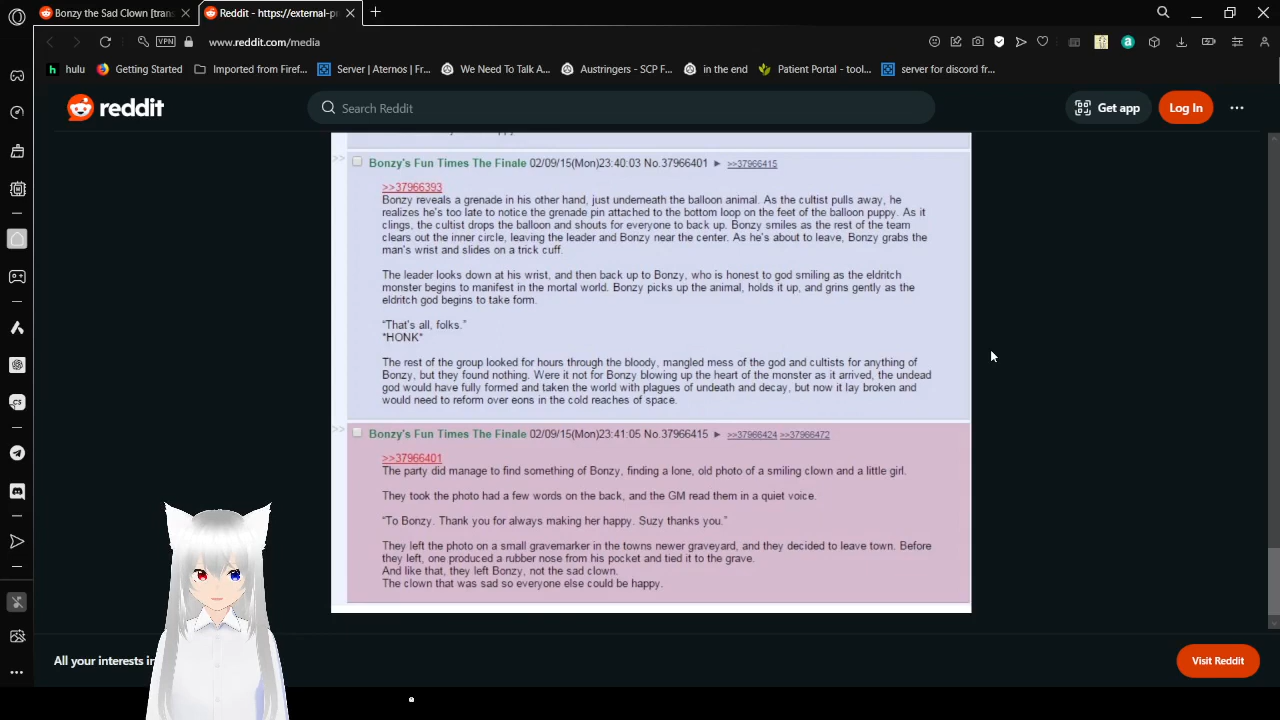 Bonzy the Sad Clown [tran
Reddit - https://external-p
VPN
www.reddit.com/media
hulu
Getting Started
Imported from Firef...
Server | Aternos | Fr...
We Need To Talk A...
Austringers - SCP F...
in the end
Patient Portal - tool...
server for discord fr...
reddit
Search Reddit
Get app
Log In
>> Bonzy's Fun Times The Finale 02/09/15(Mon)23:40:03 No.37966401 ► >>37966415
>>37966393
Bonzy reveals a grenade in his other hand, just underneath the balloon animal. As the cultist pulls away, he
realizes he's too late to notice the grenade pin attached to the bottom loop on the feet of the balloon puppy. As it
clings, the cultist drops the balloon and shouts for everyone to back up. Bonzy smiles as the rest of the team
clears out the inner circle, leaving the leader and Bonzy near the center. As he's about to leave, Bonzy grabs the
man's wrist and slides on a trick cuff.
The leader looks down at his wrist, and then back up to Bonzy, who is honest to god smiling as the eldritch
monster begins to manifest in the mortal world. Bonzy picks up the animal, holds it up, and grins gently as the
eldritch god begins to take form.
“That's all, folks.”
*HONK*
The rest of the group looked for hours through the bloody, mangled mess of the god and cultists for anything of
Bonzy, but they found nothing. Were it not for Bonzy blowing up the heart of the monster as it arrived, the undead
god would have fully formed and taken the world with plagues of undeath and decay, but now it lay broken and
would need to reform over eons in the cold reaches of space.
>> Bonzy's Fun Times The Finale 02/09/15(Mon)23:41:05 No.37966415 ► >>37966424 >>37966472
>>37966401
The party did manage to find something of Bonzy, finding a lone, old photo of a smiling clown and a little girl.
They took the photo had a few words on the back, and the GM read them in a quiet voice.
“To Bonzy. Thank you for always making her happy. Suzy thanks you.”
They left the photo on a small gravemarker in the towns newer graveyard, and they decided to leave town. Before
they left, one produced a rubber nose from his pocket and tied it to the grave.
And like that, they left Bonzy, not the sad clown.
The clown that was sad so everyone else could be happy.
All your interests in
Visit Reddit